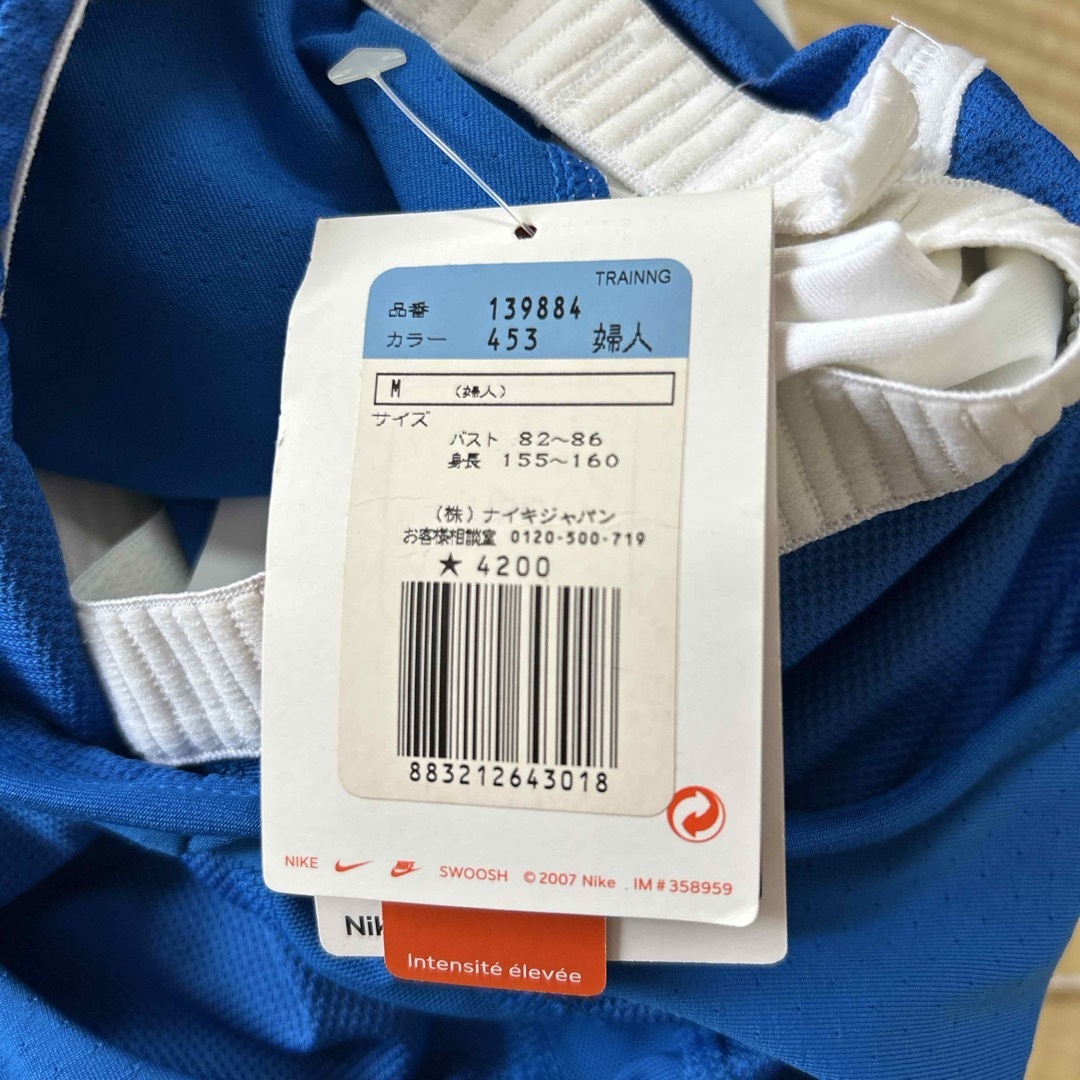 TRAINNG
品番 139884
カラー 453 婦人
M （婦人）
サイズ
バスト 82〜86
身長 155〜160
（株）ナイキジャパン
お客様相談室 0120-500-719
★ 4200
883212643018
NIKE NIKE SWOOSH © 2007 Nike . IM # 358959
Intensité élevée